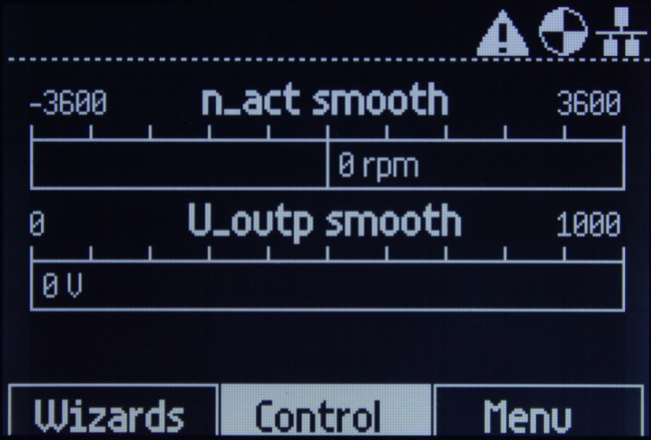 -3600 n_act smooth 3600
0 rpm
0 U_outp smooth 1000
0 V
Wizards Control Menu